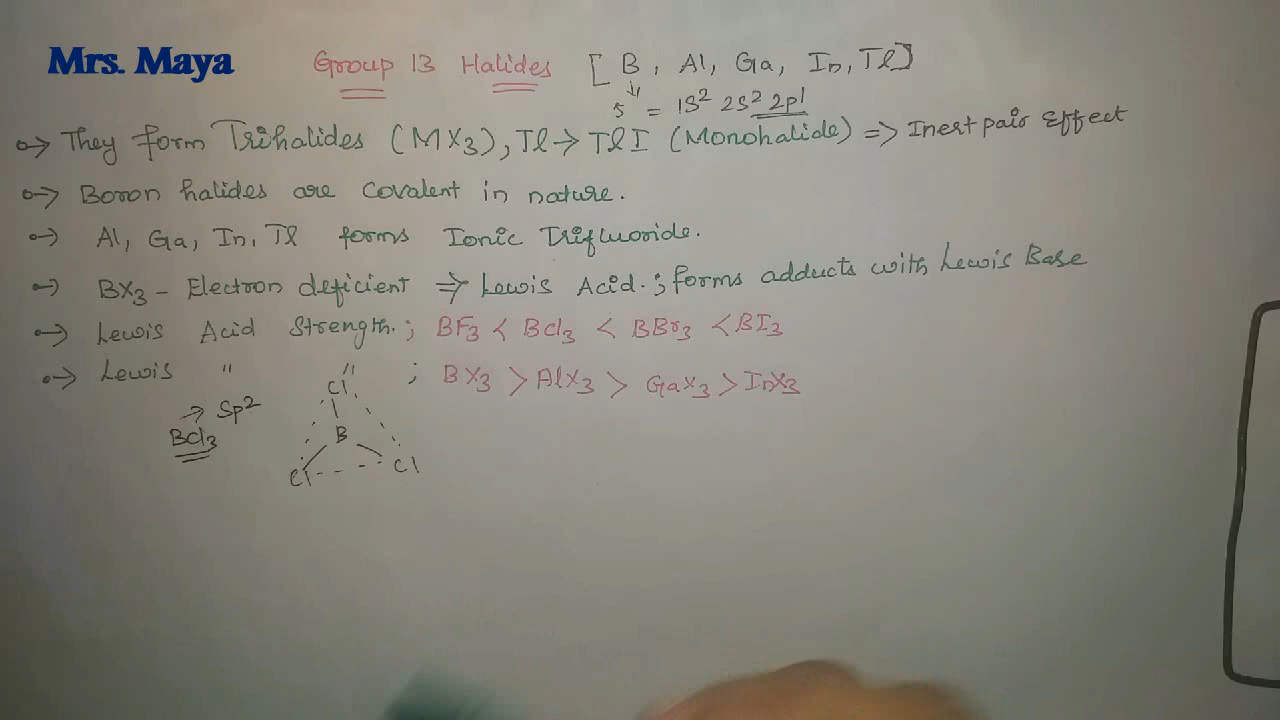 Mrs. Maya
Group 13 Halides [ B, Al, Ga, In, Tl ]
5 = 1S² 2S² 2p¹
They form Trihalides (MX₃), Tl → TlI (Monohalide) => Inert pair Effect
Boron halides are covalent in nature.
Al, Ga, In, Tl forms Ionic Trifluoride.
BX₃ - Electron deficient => Lewis Acid. ; forms adducts with Lewis Base
Lewis Acid Strength. ; BF₃ < BCl₃ < BBr₃ < BI₃
Lewis " " ; BX₃ > AlX₃ > GaX₃ > InX₃
→ Sp²
BCl₃
Cl
B
Cl Cl